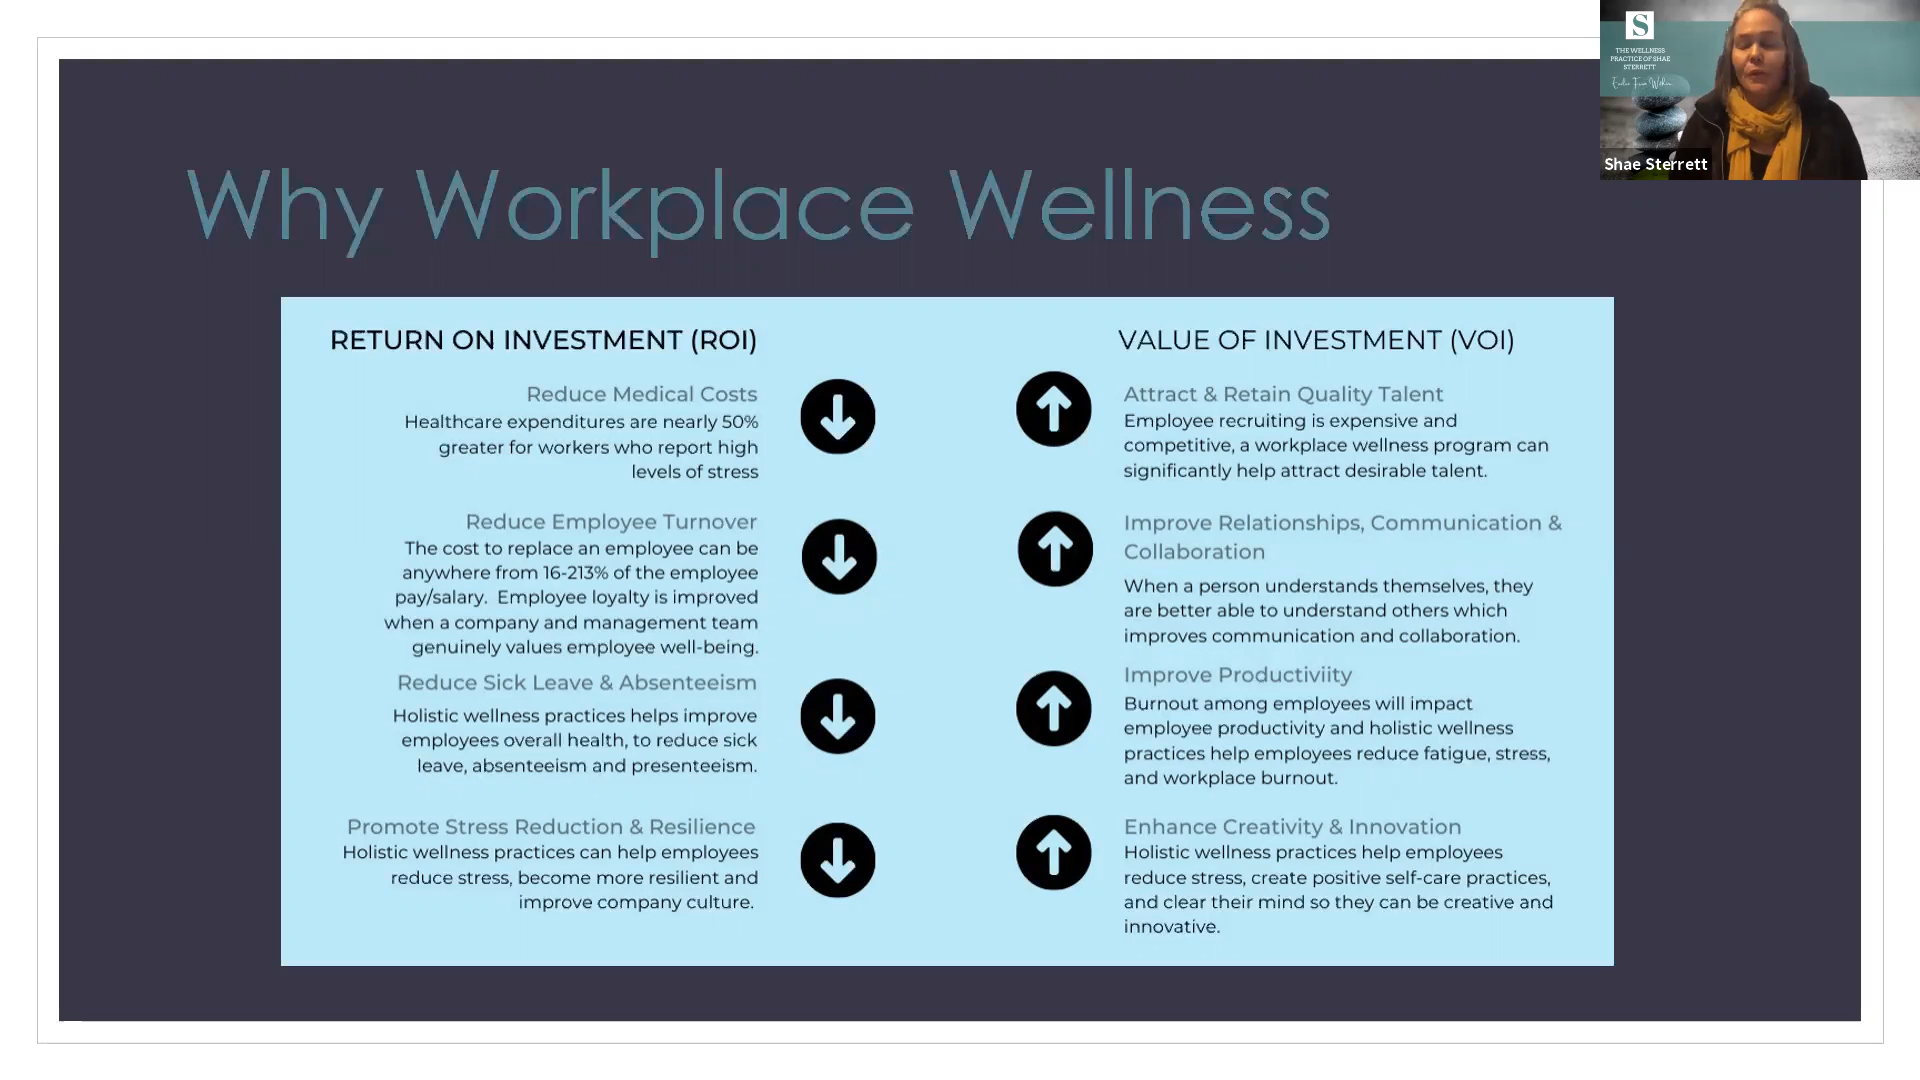 Why Workplace Wellness
RETURN ON INVESTMENT (ROI)
Reduce Medical Costs
Healthcare expenditures are nearly 50%
greater for workers who report high
levels of stress
Reduce Employee Turnover
The cost to replace an employee can be
anywhere from 16-213% of the employee
pay/salary.  Employee loyalty is improved
when a company and management team
genuinely values employee well-being.
Reduce Sick Leave & Absenteeism
Holistic wellness practices helps improve
employees overall health, to reduce sick
leave, absenteeism and presenteeism.
Promote Stress Reduction & Resilience
Holistic wellness practices can help employees
reduce stress, become more resilient and
improve company culture.
VALUE OF INVESTMENT (VOI)
Attract & Retain Quality Talent
Employee recruiting is expensive and
competitive, a workplace wellness program can
significantly help attract desirable talent.
Improve Relationships, Communication &
Collaboration
When a person understands themselves, they
are better able to understand others which
improves communication and collaboration.
Improve Productiviity
Burnout among employees will impact
employee productivity and holistic wellness
practices help employees reduce fatigue, stress,
and workplace burnout.
Enhance Creativity & Innovation
Holistic wellness practices help employees
reduce stress, create positive self-care practices,
and clear their mind so they can be creative and
innovative.
S
THE WELLNESS
PRACTICE OF SHAE
STERRETT
Shae Sterrett